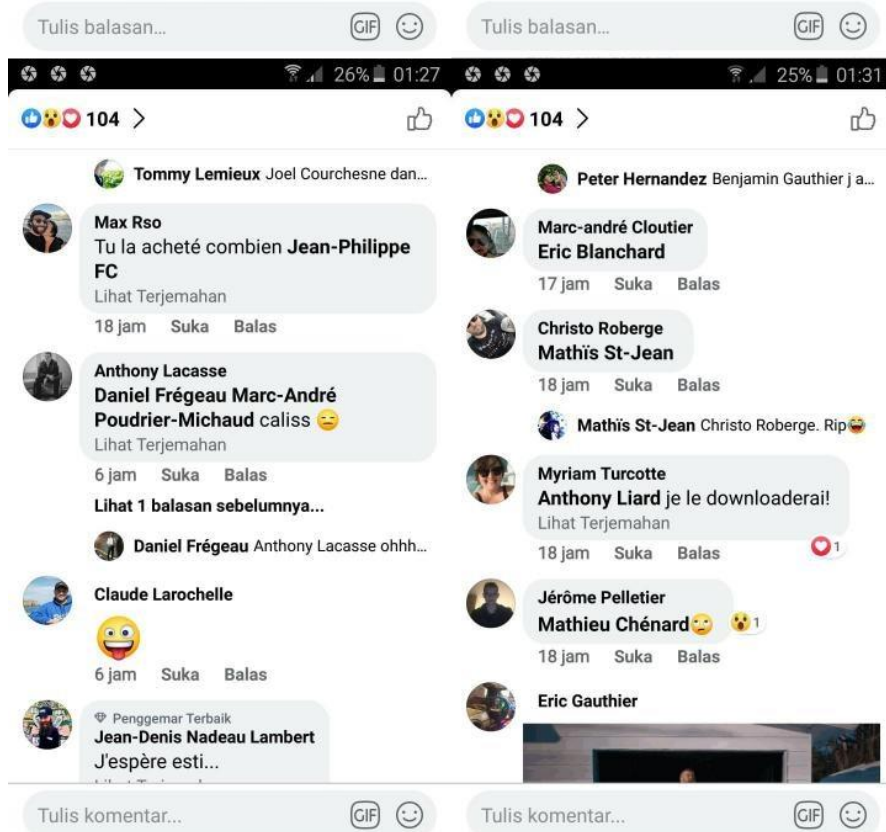 Tulis balasan...
GIF
26% 01:27
104
Tommy Lemieux Joel Courchesne dan...
Max Rso
Tu la acheté combien Jean-Philippe
FC
Lihat Terjemahan
18 jam Suka Balas
Anthony Lacasse
Daniel Frégeau Marc-André
Poudrier-Michaud caliss 😑
Lihat Terjemahan
6 jam Suka Balas
Lihat 1 balasan sebelumnya...
Daniel Frégeau Anthony Lacasse ohhh...
Claude Larochelle
🤪
6 jam Suka Balas
Penggemar Terbaik
Jean-Denis Nadeau Lambert
J'espère esti...
Tulis komentar...
GIF
Tulis balasan...
GIF
25% 01:31
104
Peter Hernandez Benjamin Gauthier j a...
Marc-andré Cloutier
Eric Blanchard
17 jam Suka Balas
Christo Roberge
Mathïs St-Jean
18 jam Suka Balas
Mathïs St-Jean Christo Roberge. Rip😂
Myriam Turcotte
Anthony Liard je le downloaderai!
Lihat Terjemahan
18 jam Suka Balas
1
Jérôme Pelletier
Mathieu Chénard🙄
1
18 jam Suka Balas
Eric Gauthier
Tulis komentar...
GIF